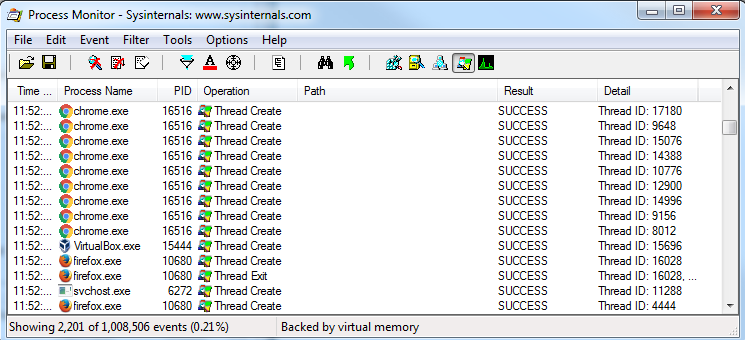 Process Monitor - Sysinternals: www.sysinternals.com
File Edit Event Filter Tools Options Help
Time ... Process Name PID Operation Path Result Detail
11:52:... chrome.exe 16516 Thread Create SUCCESS Thread ID: 17180
11:52:... chrome.exe 16516 Thread Create SUCCESS Thread ID: 9648
11:52:... chrome.exe 16516 Thread Create SUCCESS Thread ID: 15076
11:52:... chrome.exe 16516 Thread Create SUCCESS Thread ID: 14388
11:52:... chrome.exe 16516 Thread Create SUCCESS Thread ID: 10776
11:52:... chrome.exe 16516 Thread Create SUCCESS Thread ID: 12900
11:52:... chrome.exe 16516 Thread Create SUCCESS Thread ID: 14996
11:52:... chrome.exe 16516 Thread Create SUCCESS Thread ID: 9156
11:52:... chrome.exe 16516 Thread Create SUCCESS Thread ID: 8012
11:52:... VirtualBox.exe 15444 Thread Create SUCCESS Thread ID: 15696
11:52:... firefox.exe 10680 Thread Create SUCCESS Thread ID: 16028
11:52:... firefox.exe 10680 Thread Exit SUCCESS Thread ID: 16028, ...
11:52:... svchost.exe 6272 Thread Create SUCCESS Thread ID: 11288
11:52:... firefox.exe 10680 Thread Create SUCCESS Thread ID: 4444
Showing 2,201 of 1,008,506 events (0.21%) Backed by virtual memory